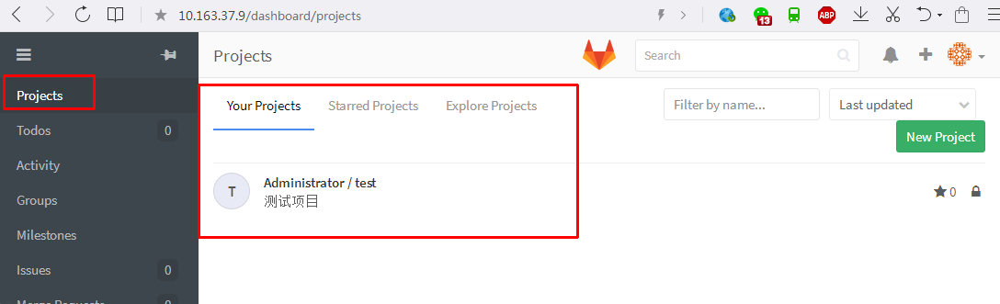 10.163.37.9/dashboard/projects
13
ABP
Projects
Search
Projects
Your Projects Starred Projects Explore Projects
Filter by name...
Last updated
Todos 0
New Project
Activity
T
Administrator / test
测试项目
0
Groups
Milestones
Issues 0
Merge Requests 0